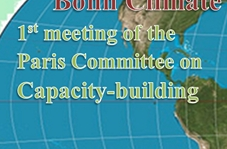 Bonn Climate
1st meeting of the
Paris Committee on
Capacity-building